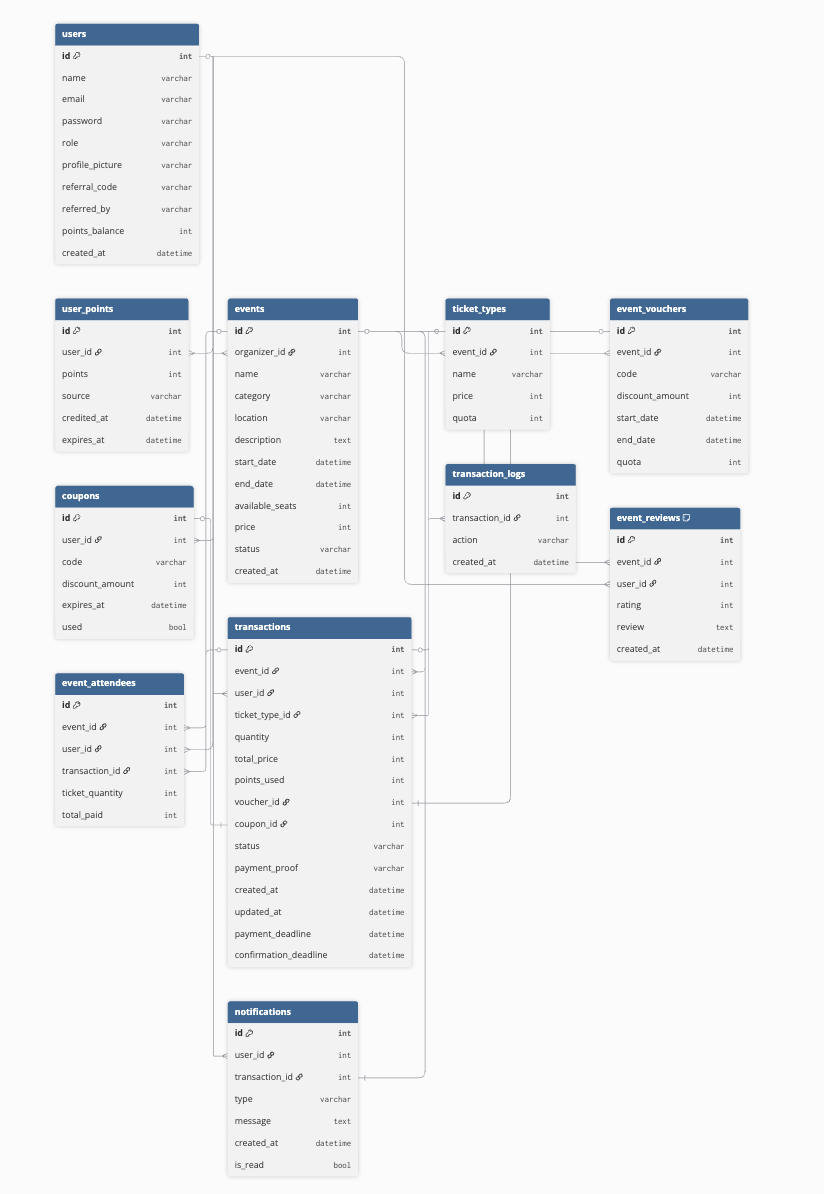 users
id int
name varchar
email varchar
password varchar
role varchar
profile_picture varchar
referral_code varchar
referred_by varchar
points_balance int
created_at datetime
user_points
id int
user_id int
points int
source varchar
credited_at datetime
expires_at datetime
events
id int
organizer_id int
name varchar
category varchar
location varchar
description text
start_date datetime
end_date datetime
available_seats int
price int
status varchar
created_at datetime
ticket_types
id int
event_id int
name varchar
price int
quota int
event_vouchers
id int
event_id int
code varchar
discount_amount int
start_date datetime
end_date datetime
quota int
coupons
id int
user_id int
code varchar
discount_amount int
expires_at datetime
used bool
transaction_logs
id int
transaction_id int
action varchar
created_at datetime
event_reviews
id int
event_id int
user_id int
rating int
review text
created_at datetime
event_attendees
id int
event_id int
user_id int
transaction_id int
ticket_quantity int
total_paid int
transactions
id int
event_id int
user_id int
ticket_type_id int
quantity int
total_price int
points_used int
voucher_id int
coupon_id int
status varchar
payment_proof varchar
created_at datetime
updated_at datetime
payment_deadline datetime
confirmation_deadline datetime
notifications
id int
user_id int
transaction_id int
type varchar
message text
created_at datetime
is_read bool